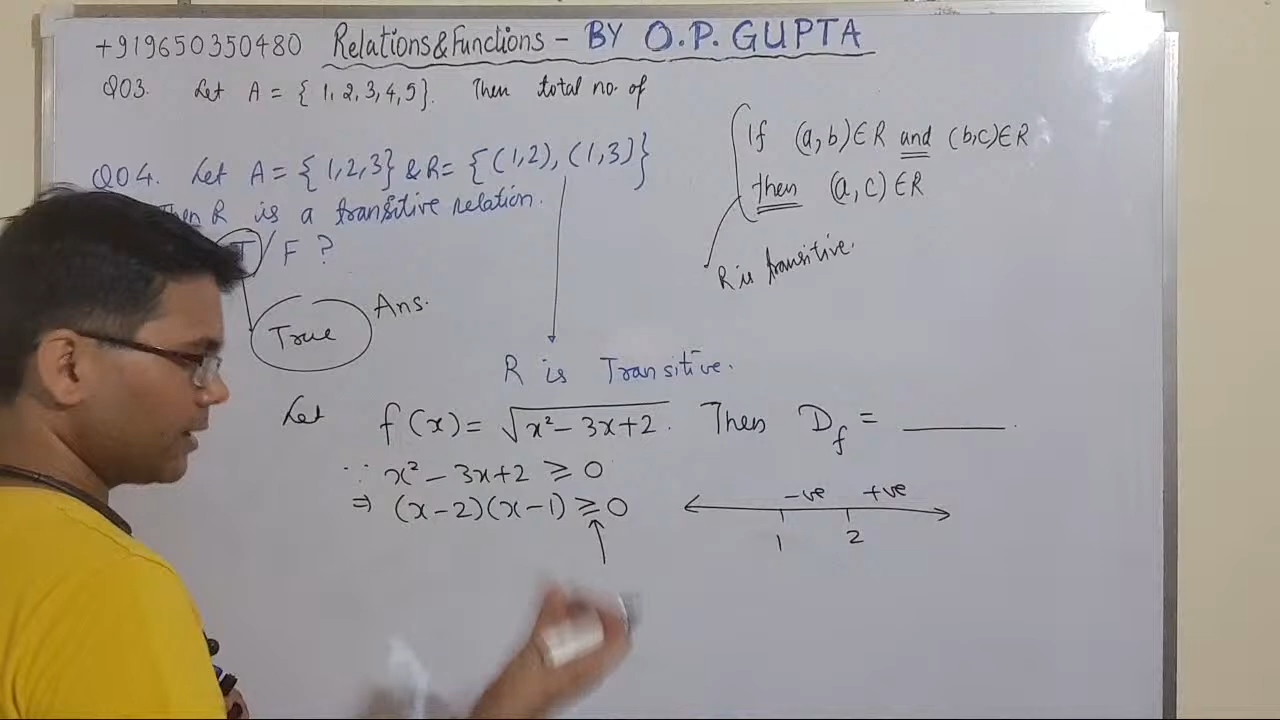 +919650350480 Relations & Functions - BY O.P. GUPTA
Q03. Let A = { 1, 2, 3, 4, 5}. Then total no. of
Q04. Let A = { 1, 2, 3} & R = {(1,2), (1,3)}
Then R is a transitive relation.
T / F ?
True Ans.
If (a, b) ∈ R and (b, c) ∈ R
then (a, c) ∈ R
R is transitive.
R is Transitive.
Let f(x) = √(x² − 3x + 2). Then D_f = ______.
∵ x² − 3x + 2 ≥ 0
⇒ (x − 2)(x − 1) ≥ 0
−ve +ve
1 2